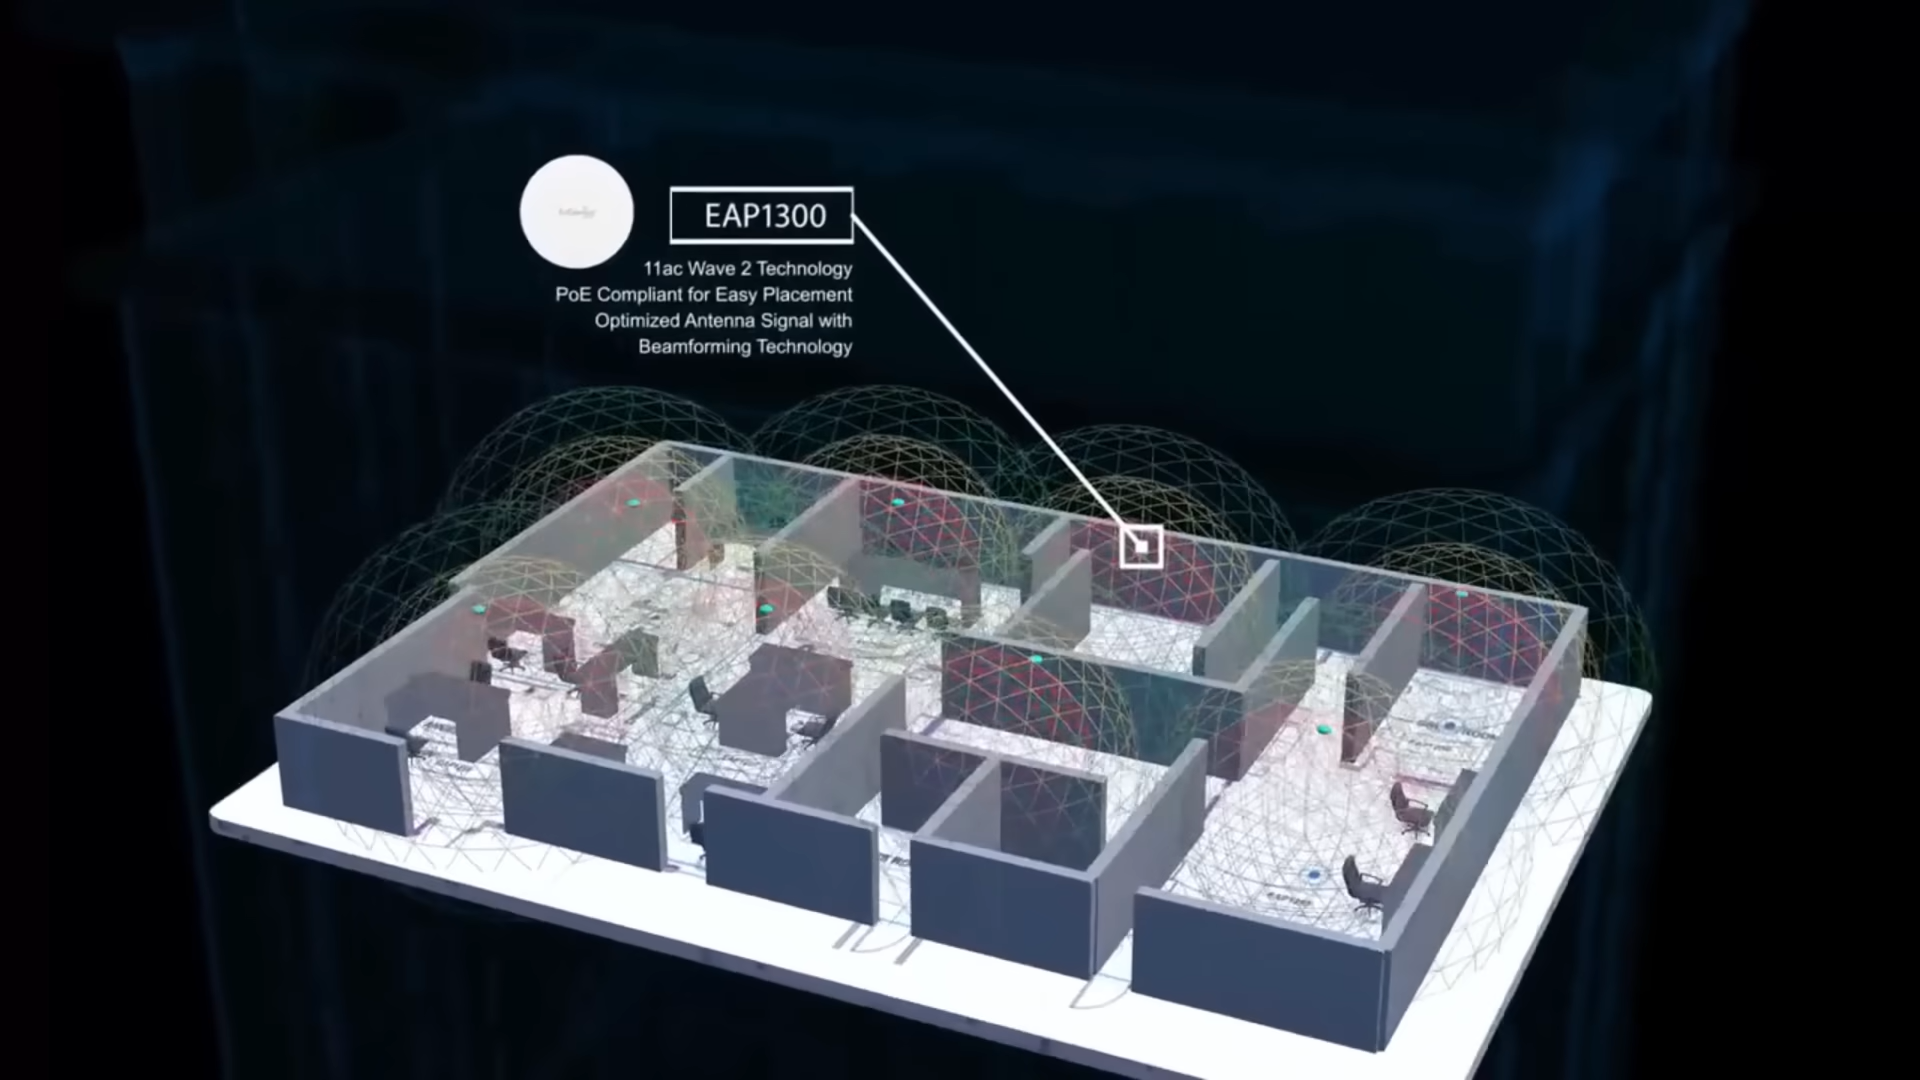 EAP1300
11ac Wave 2 Technology
PoE Compliant for Easy Placement
Optimized Antenna Signal with
Beamforming Technology